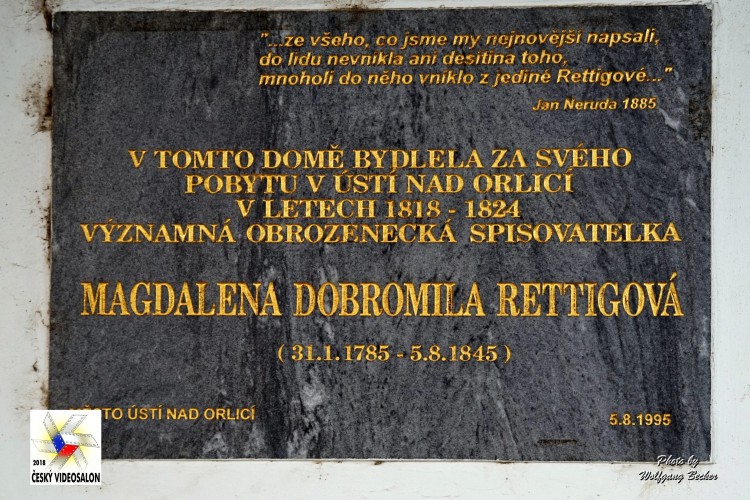 "...ze všeho, co jsme my nejnovější napsali,
do lidu nevnikla ani desitina toho,
mnoholi do něho vniklo z jediné Rettigové..."
Jan Neruda 1885
V TOMTO DOMĚ BYDLELA ZA SVÉHO
POBYTU V ÚSTÍ NAD ORLICÍ
V LETECH 1818 - 1824
VÝZNAMNÁ OBROZENECKÁ SPISOVATELKA
MAGDALENA DOBROMILA RETTIGOVÁ
( 31.1.1785 - 5.8.1845 )
ÚSTÍ NAD ORLICÍ
5.8.1995
2018
ČESKÝ VIDEOSALON
Photo by
Wolfgang Becker